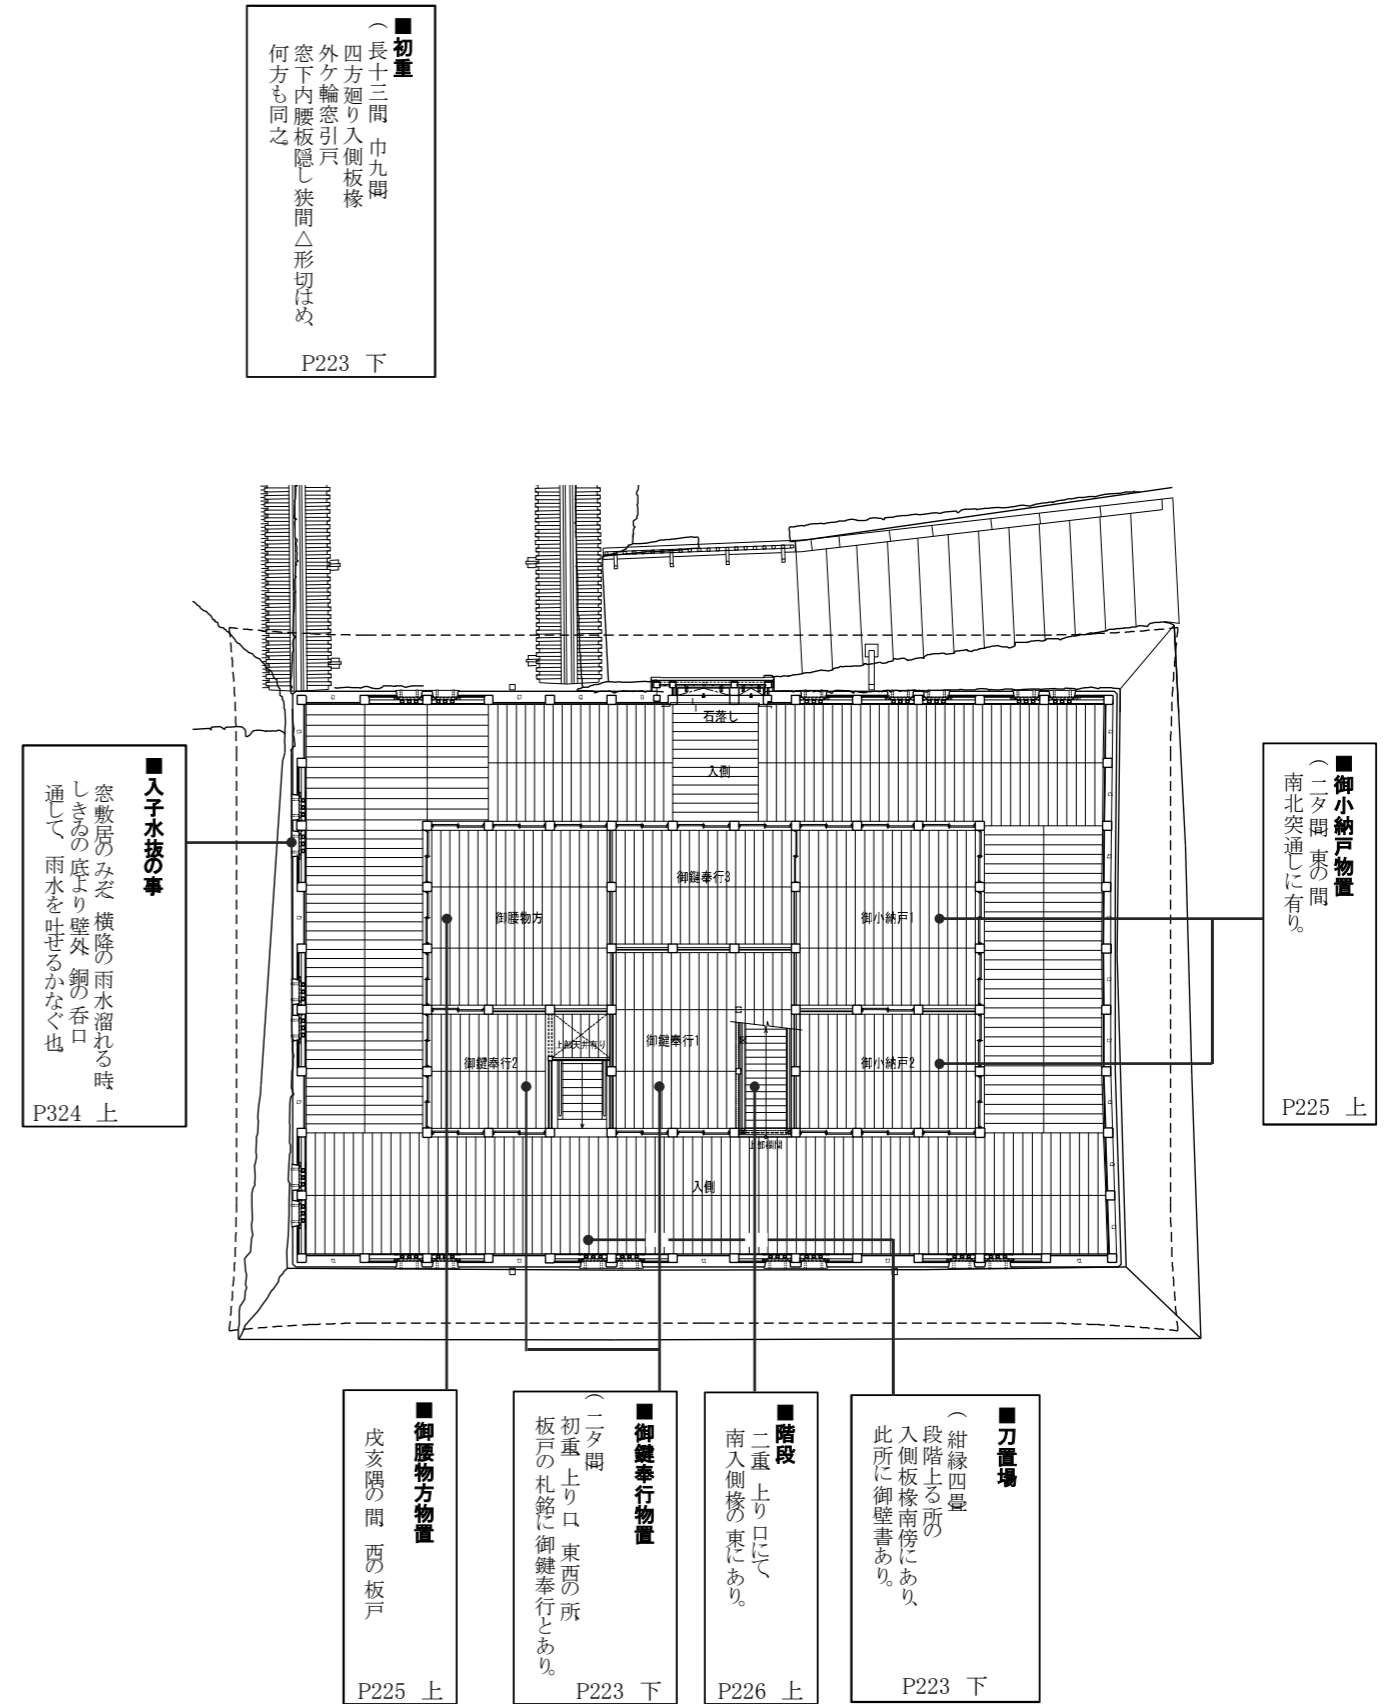 ■初重
（長十三間、巾九間
四方廻り入側板椽
外ケ輪窓引戸、
窓下内腰板隠し狭間△形切はめ、
何方も同之。
P223 下
■御小納戸物置
（二タ間、東の間、
南北突通しに有り。
P225 上
■入子水抜の事
窓敷居のみぞ、横降の雨水溜れる時、
しきゐの底より壁外、銅の呑口
通して、雨水を吐せるかなぐ也。
P324 上
石落し
入側
御鍵奉行3
御腰物方
御小納戸1
上部天井有り
御鍵奉行1
御鍵奉行2
御小納戸2
上部欄間
入側
■刀置場
（紺縁四畳
段階上る所の
入側板椽南傍にあり、
此所に御壁書あり。
P223 下
■階段
二重、上り口にて、
南入側椽の東にあり。
P226 上
■御鍵奉行物置
（二タ間
初重、上り口、東西の所、
板戸の札銘に御鍵奉行とあり。
P223 下
■御腰物方物置
戌亥隅の間、西の板戸
P225 上